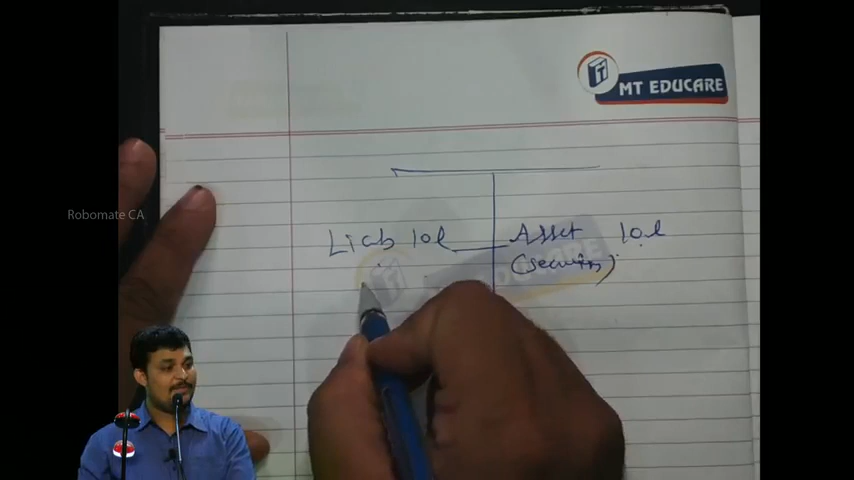 MT EDUCARE
Robomate CA
Liab 10l Asset 10l
(Security)